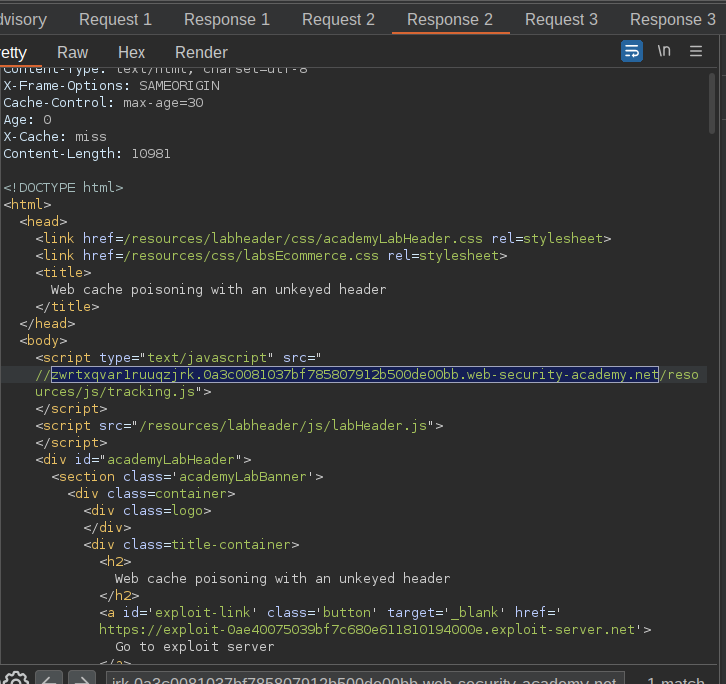 dvisory Request 1 Response 1 Request 2 Response 2 Request 3 Response 3
etty Raw Hex Render \n
Content-Type: text/html; charset=utf-8
X-Frame-Options: SAMEORIGIN
Cache-Control: max-age=30
Age: 0
X-Cache: miss
Content-Length: 10981
<!DOCTYPE html>
<html>
<head>
<link href=/resources/labheader/css/academyLabHeader.css rel=stylesheet>
<link href=/resources/css/labsEcommerce.css rel=stylesheet>
<title>
Web cache poisoning with an unkeyed header
</title>
</head>
<body>
<script type="text/javascript" src="
//zwrtxqvar1ruuqzjrk.0a3c0081037bf785807912b500de00bb.web-security-academy.net/reso
urces/js/tracking.js">
</script>
<script src="/resources/labheader/js/labHeader.js">
</script>
<div id="academyLabHeader">
<section class='academyLabBanner'>
<div class=container>
<div class=logo>
</div>
<div class=title-container>
<h2>
Web cache poisoning with an unkeyed header
</h2>
<a id='exploit-link' class='button' target='_blank' href='
https://exploit-0ae40075039bf7c680e611810194000e.exploit-server.net'>
Go to exploit server
</a>
jrk.0a3c0081037bf785807912b500de00bb.web-security-academy.net 1 match